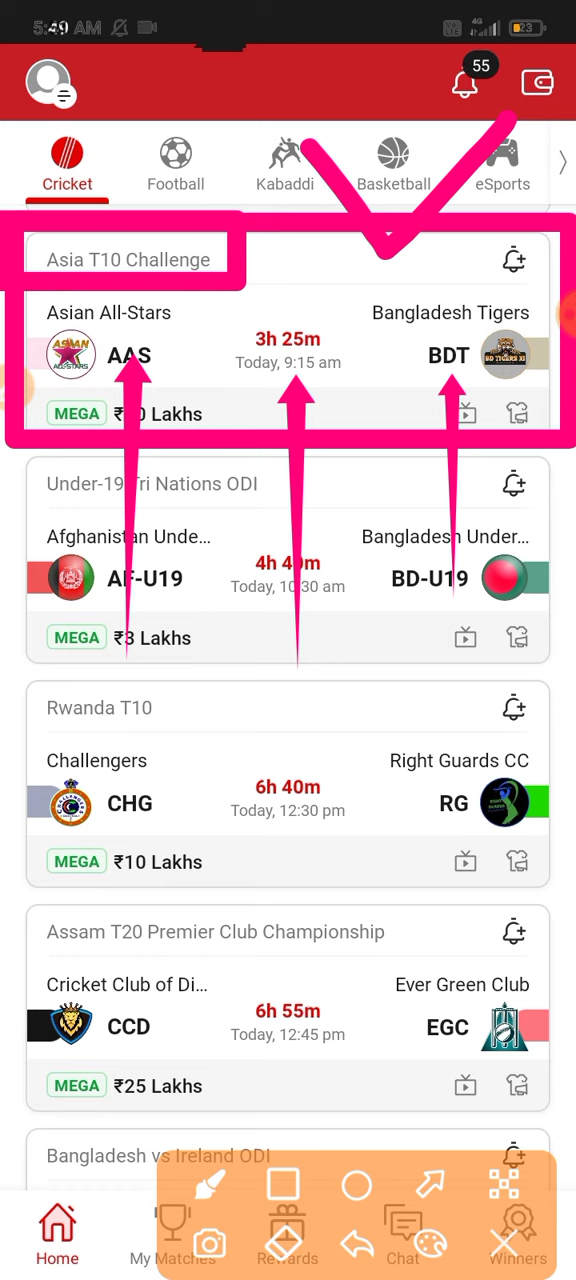 5:49 AM
4G
23
55
Cricket Football Kabaddi Basketball eSports
Asia T10 Challenge
Asian All-Stars Bangladesh Tigers
AAS 3h 25m BDT
Today, 9:15 am
MEGA Lakhs
Under-19 Tri Nations ODI
Afghanistan Unde... Bangladesh Under...
AF-U19 4h 40m BD-U19
Today, 10:30 am
MEGA ₹3 Lakhs
Rwanda T10
Challengers Right Guards CC
CHG 6h 40m RG
Today, 12:30 pm
MEGA ₹10 Lakhs
Assam T20 Premier Club Championship
Cricket Club of Di... Ever Green Club
CCD 6h 55m EGC
Today, 12:45 pm
MEGA ₹25 Lakhs
Bangladesh vs Ireland ODI
Home My Matches Rewards Chat Winners